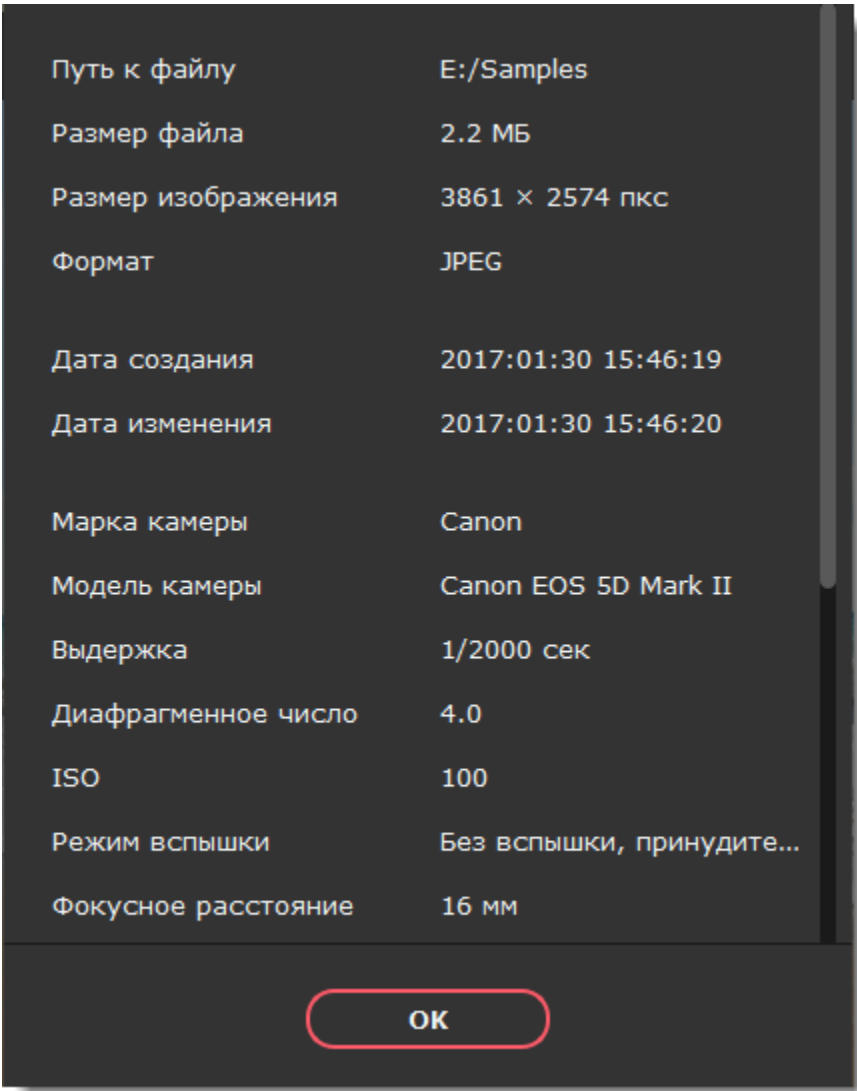 Путь к файлу E:/Samples
Размер файла 2.2 МБ
Размер изображения 3861 × 2574 пкс
Формат JPEG
Дата создания 2017:01:30 15:46:19
Дата изменения 2017:01:30 15:46:20
Марка камеры Canon
Модель камеры Canon EOS 5D Mark II
Выдержка 1/2000 сек
Диафрагменное число 4.0
ISO 100
Режим вспышки Без вспышки, принудите...
Фокусное расстояние 16 мм
ОК